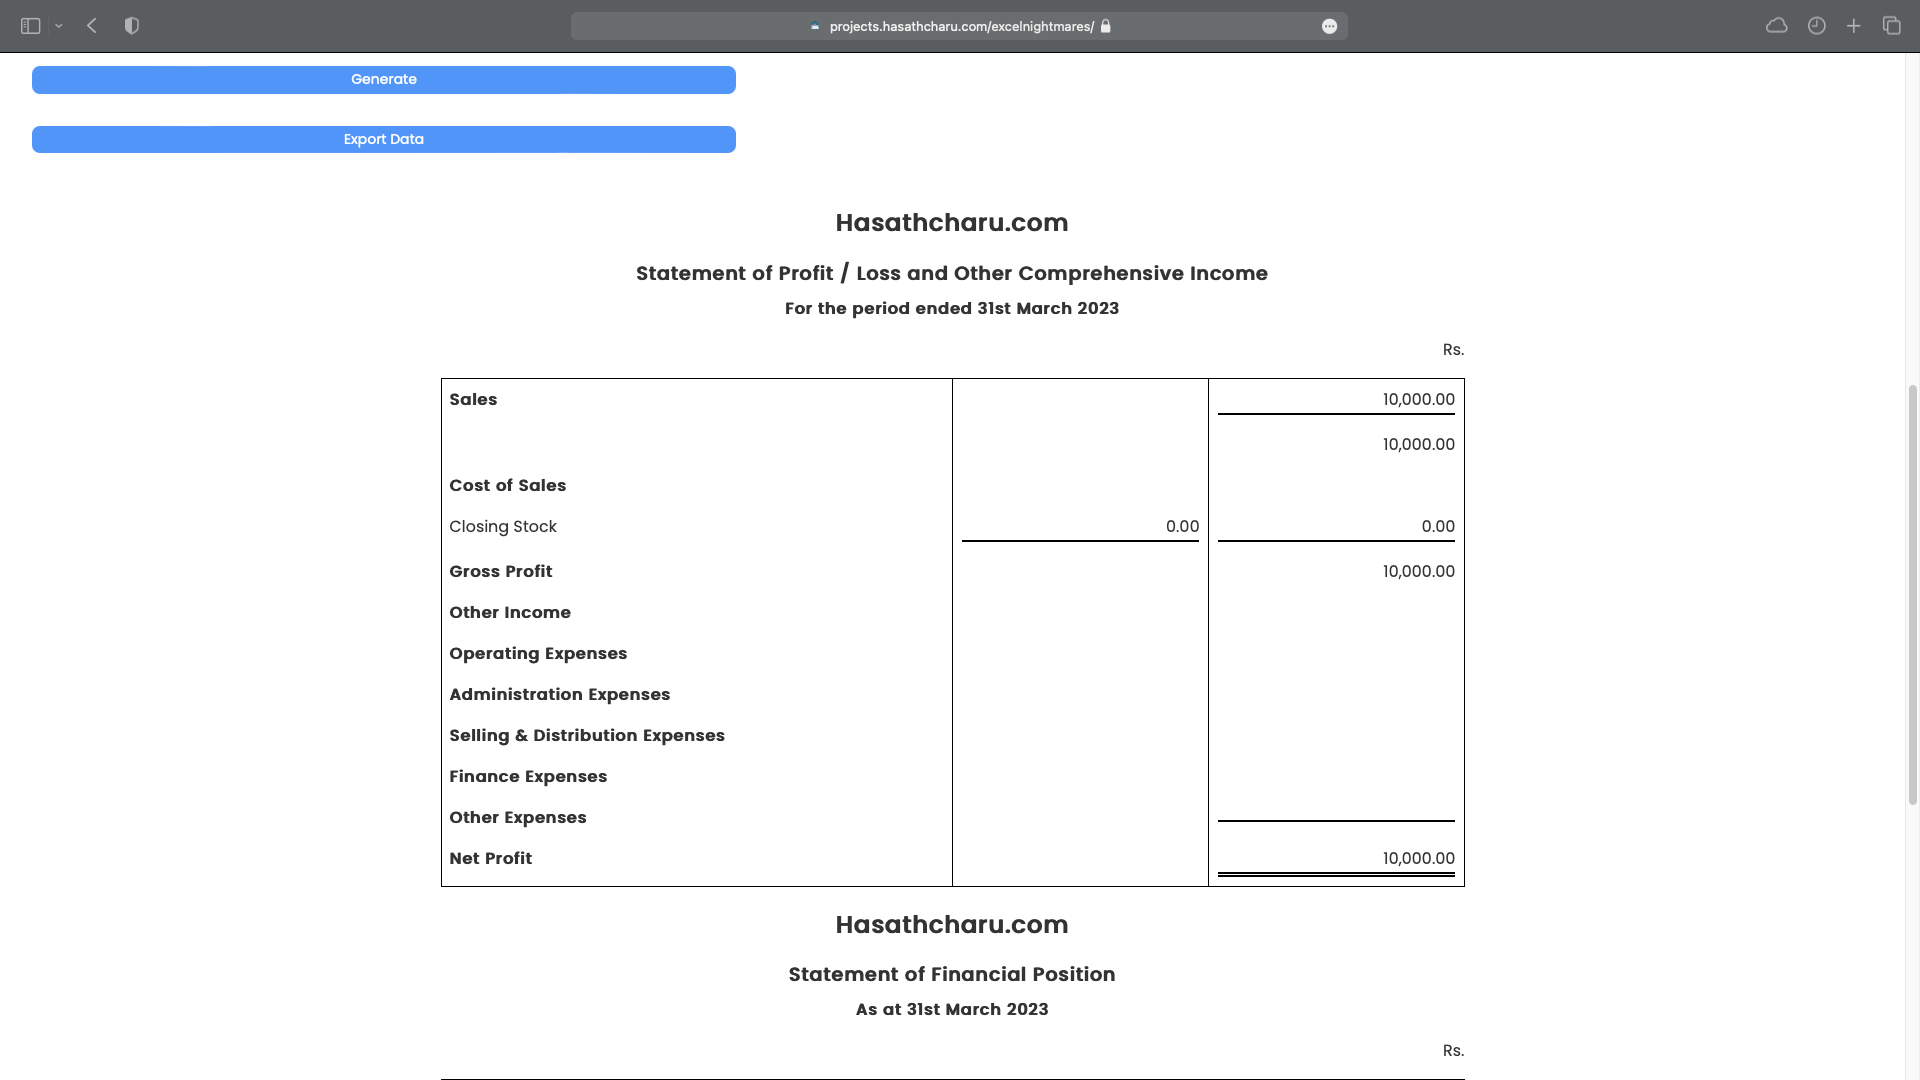 projects.hasathcharu.com/excelnightmares/
Generate
Export Data
Hasathcharu.com
Statement of Profit / Loss and Other Comprehensive Income
For the period ended 31st March 2023
Rs.
Sales 10,000.00
10,000.00
Cost of Sales
Closing Stock 0.00 0.00
Gross Profit 10,000.00
Other Income
Operating Expenses
Administration Expenses
Selling & Distribution Expenses
Finance Expenses
Other Expenses
Net Profit 10,000.00
Hasathcharu.com
Statement of Financial Position
As at 31st March 2023
Rs.